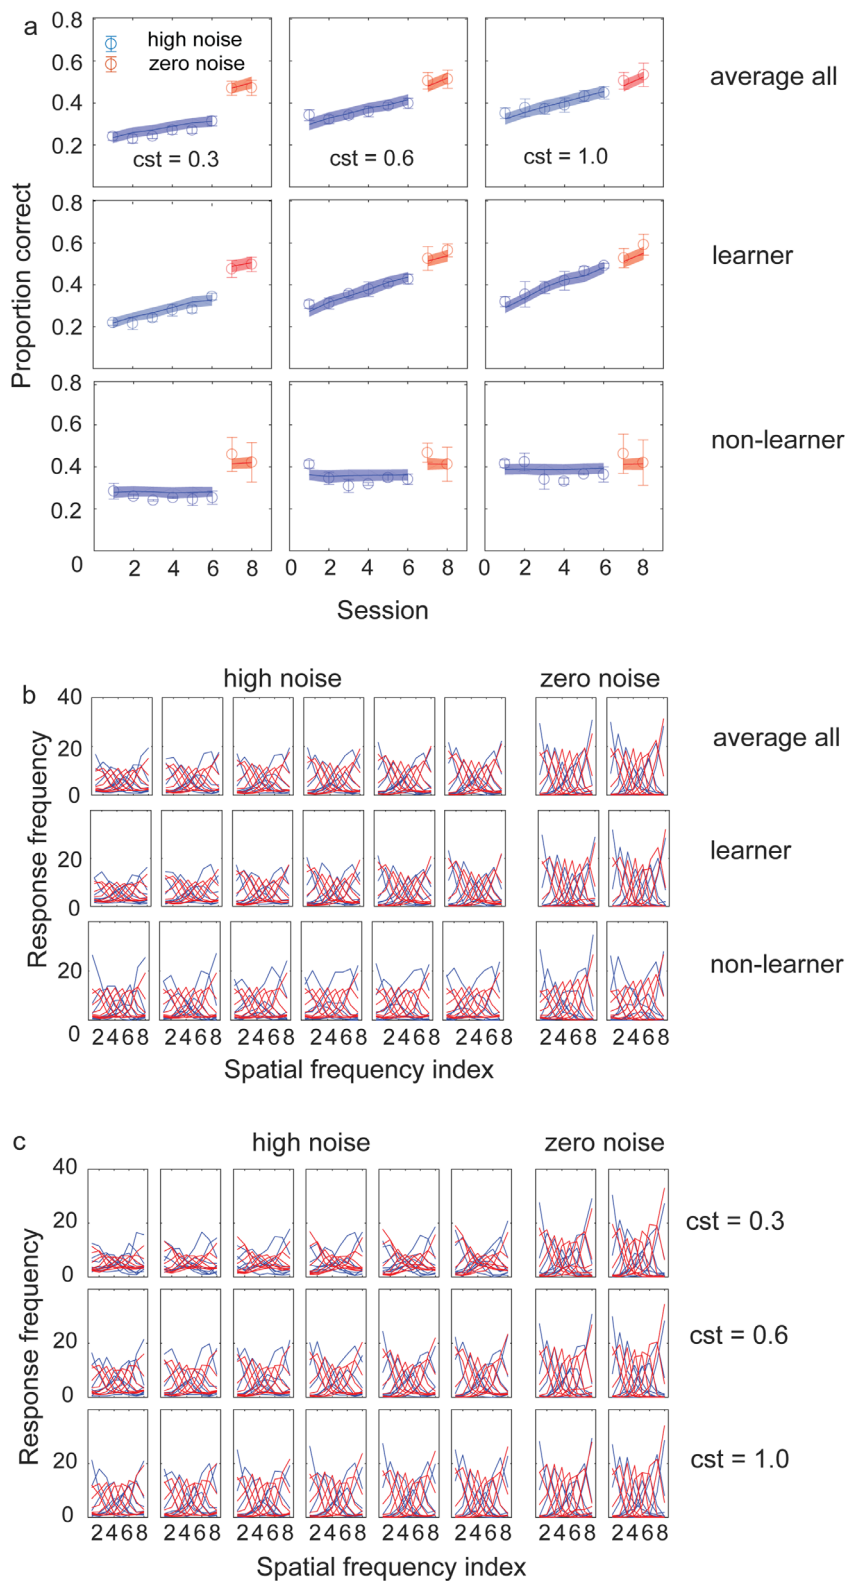 a
0.8
high noise
zero noise
0.6
0.4
0.2
cst = 0.3
cst = 0.6
cst = 1.0
average all
0.8
0.6
0.4
0.2
learner
0.8
0.6
0.4
0.2
0
non-learner
Proportion correct
2 4 6 8 0 2 4 6 8 0 2 4 6 8
Session
b
high noise
zero noise
40
20
0
average all
20
0
learner
20
0
non-learner
Response frequency
2468 2468 2468 2468 2468 2468 2468 2468
Spatial frequency index
c
high noise
zero noise
40
20
0
cst = 0.3
20
0
cst = 0.6
20
0
cst = 1.0
Response frequency
2468 2468 2468 2468 2468 2468 2468 2468
Spatial frequency index